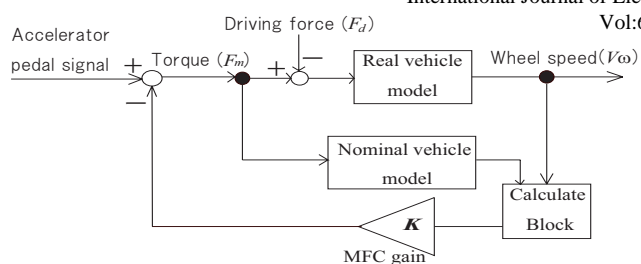 International Journal of Ele
Vol:6
Driving force (Fd)
Accelerator
pedal signal
+
−
Torque (Fm)
+
−
Real vehicle
model
Wheel speed(Vω)
Nominal vehicle
model
Calculate
Block
K
MFC gain